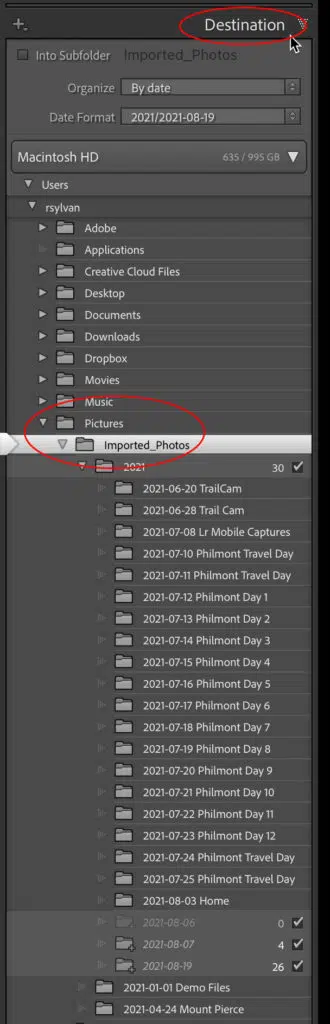 Destination
Into Subfolder Imported_Photos
Organize By date
Date Format 2021/2021-08-19
Macintosh HD 635 / 995 GB
Users
rsylvan
Adobe
Applications
Creative Cloud Files
Desktop
Documents
Downloads
Dropbox
Movies
Music
Pictures
Imported_Photos
2021 30
2021-06-20 TrailCam
2021-06-28 Trail Cam
2021-07-08 Lr Mobile Captures
2021-07-10 Philmont Travel Day
2021-07-11 Philmont Travel Day
2021-07-12 Philmont Day 1
2021-07-13 Philmont Day 2
2021-07-14 Philmont Day 3
2021-07-15 Philmont Day 4
2021-07-16 Philmont Day 5
2021-07-17 Philmont Day 6
2021-07-18 Philmont Day 7
2021-07-19 Philmont Day 8
2021-07-20 Philmont Day 9
2021-07-21 Philmont Day 10
2021-07-22 Philmont Day 11
2021-07-23 Philmont Day 12
2021-07-24 Philmont Travel Day
2021-07-25 Philmont Travel Day
2021-08-03 Home
2021-08-06 0
2021-08-07 4
2021-08-19 26
2021-01-01 Demo Files
2021-04-24 Mount Pierce